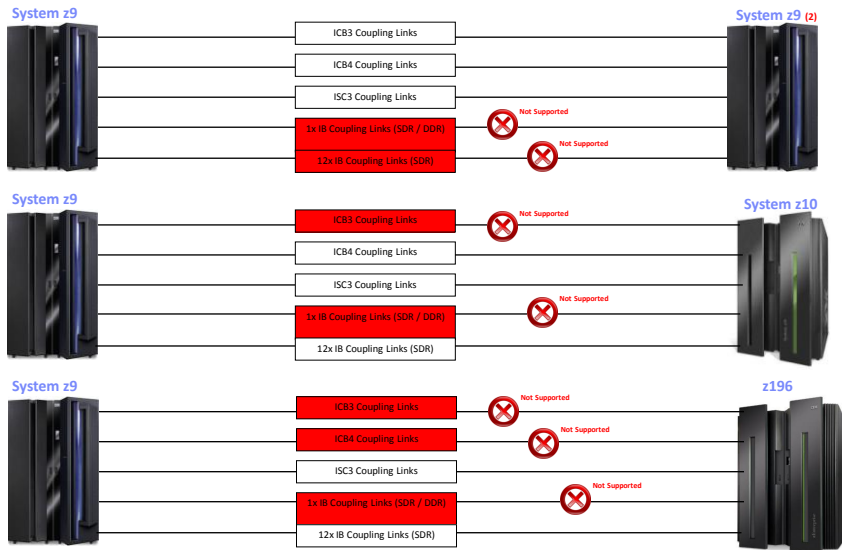 System z9
System z9 (2)
ICB3 Coupling Links
ICB4 Coupling Links
ISC3 Coupling Links
Not Supported
1x IB Coupling Links (SDR / DDR)
Not Supported
12x IB Coupling Links (SDR)
System z9
System z10
ICB3 Coupling Links
Not Supported
ICB4 Coupling Links
ISC3 Coupling Links
Not Supported
1x IB Coupling Links (SDR / DDR)
12x IB Coupling Links (SDR)
System z9
z196
Not Supported
ICB3 Coupling Links
Not Supported
ICB4 Coupling Links
ISC3 Coupling Links
Not Supported
1x IB Coupling Links (SDR / DDR)
12x IB Coupling Links (SDR)